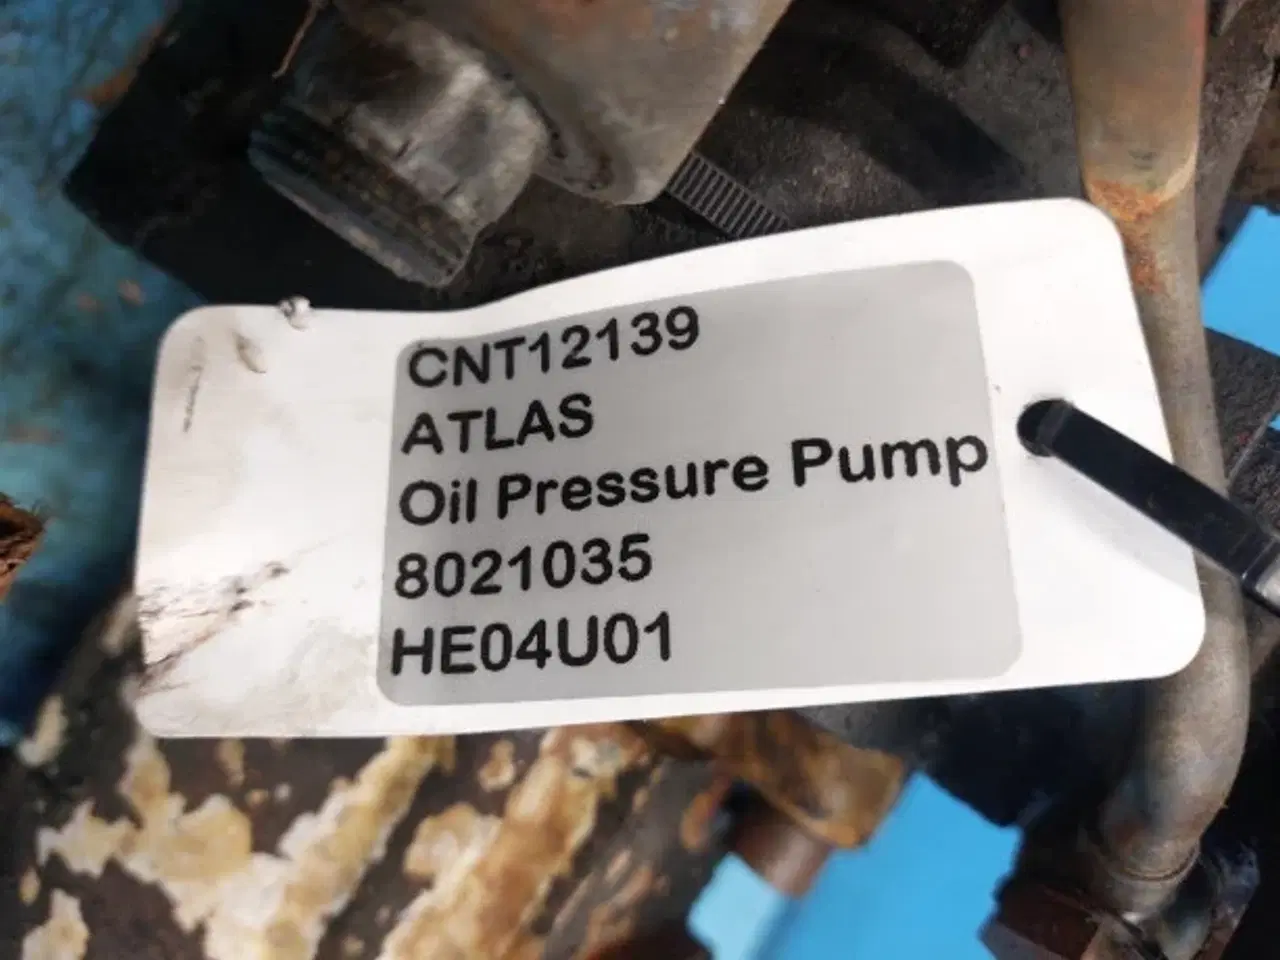 CNT12139
ATLAS
Oil Pressure Pump
8021035
HE04U01